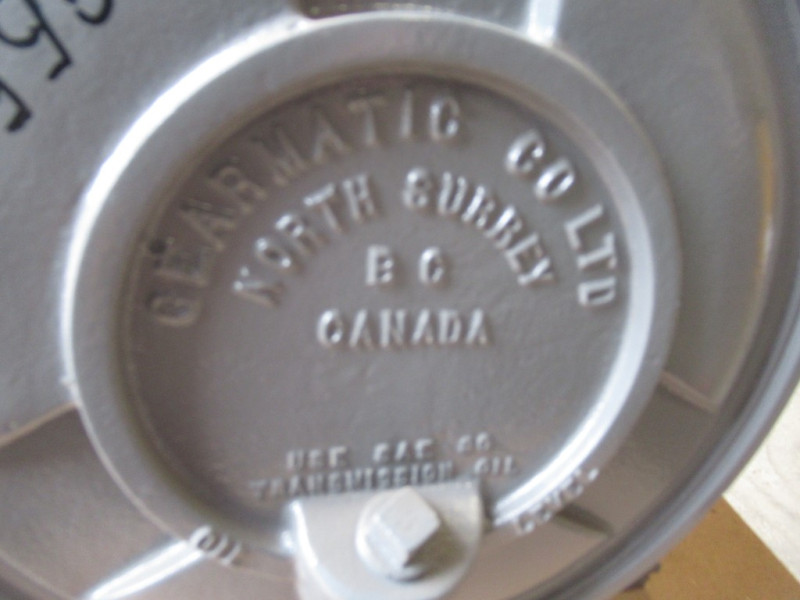 GEARMATIC CO LTD
NORTH SURREY
B C
CANADA
USE SAE 90
TRANSMISSION OIL
OIL LEVEL